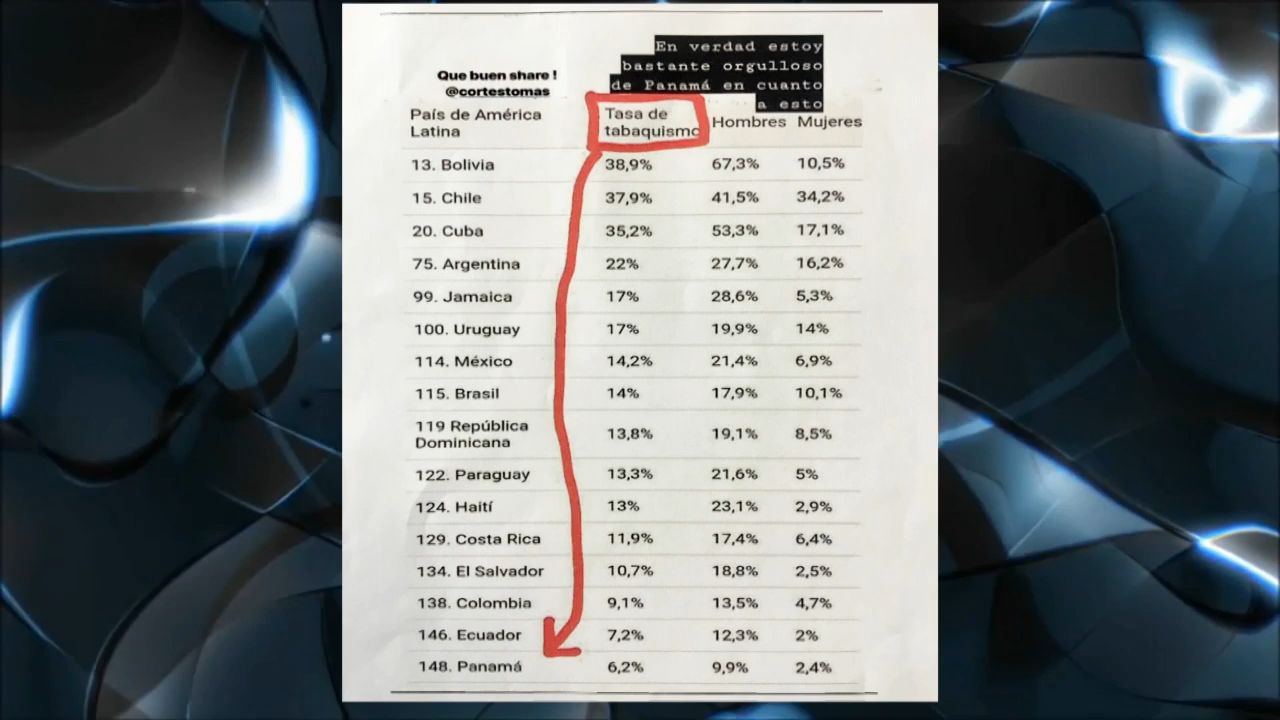 En verdad estoy
bastante orgulloso
de Panamá en cuanto
a esto
Que buen share !
@cortestomas
País de América
Latina
Tasa de
tabaquismo
Hombres
Mujeres
13. Bolivia 38,9% 67,3% 10,5%
15. Chile 37,9% 41,5% 34,2%
20. Cuba 35,2% 53,3% 17,1%
75. Argentina 22% 27,7% 16,2%
99. Jamaica 17% 28,6% 5,3%
100. Uruguay 17% 19,9% 14%
114. México 14,2% 21,4% 6,9%
115. Brasil 14% 17,9% 10,1%
119 República
Dominicana 13,8% 19,1% 8,5%
122. Paraguay 13,3% 21,6% 5%
124. Haití 13% 23,1% 2,9%
129. Costa Rica 11,9% 17,4% 6,4%
134. El Salvador 10,7% 18,8% 2,5%
138. Colombia 9,1% 13,5% 4,7%
146. Ecuador 7,2% 12,3% 2%
148. Panamá 6,2% 9,9% 2,4%